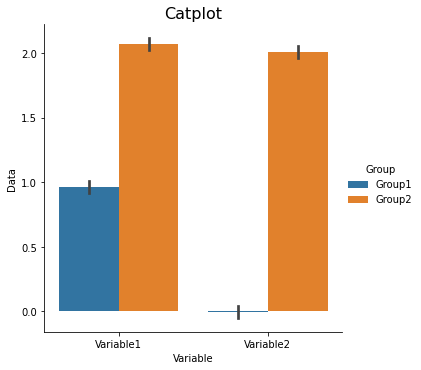 Catplot
2.0
1.5
1.0
0.5
0.0
Data
Variable1
Variable2
Variable
Group
Group1
Group2